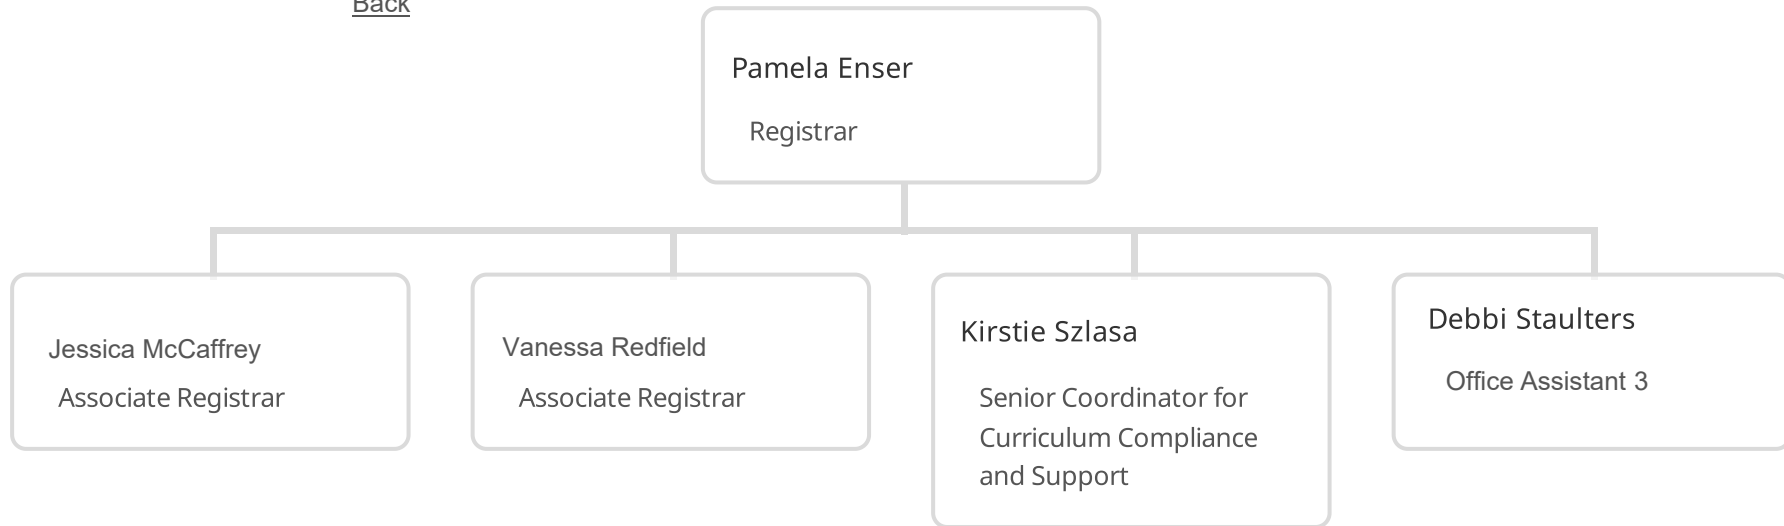 Back
Pamela Enser
Registrar
Jessica McCaffrey
Associate Registrar
Vanessa Redfield
Associate Registrar
Kirstie Szlasa
Senior Coordinator for
Curriculum Compliance
and Support
Debbi Staulters
Office Assistant 3